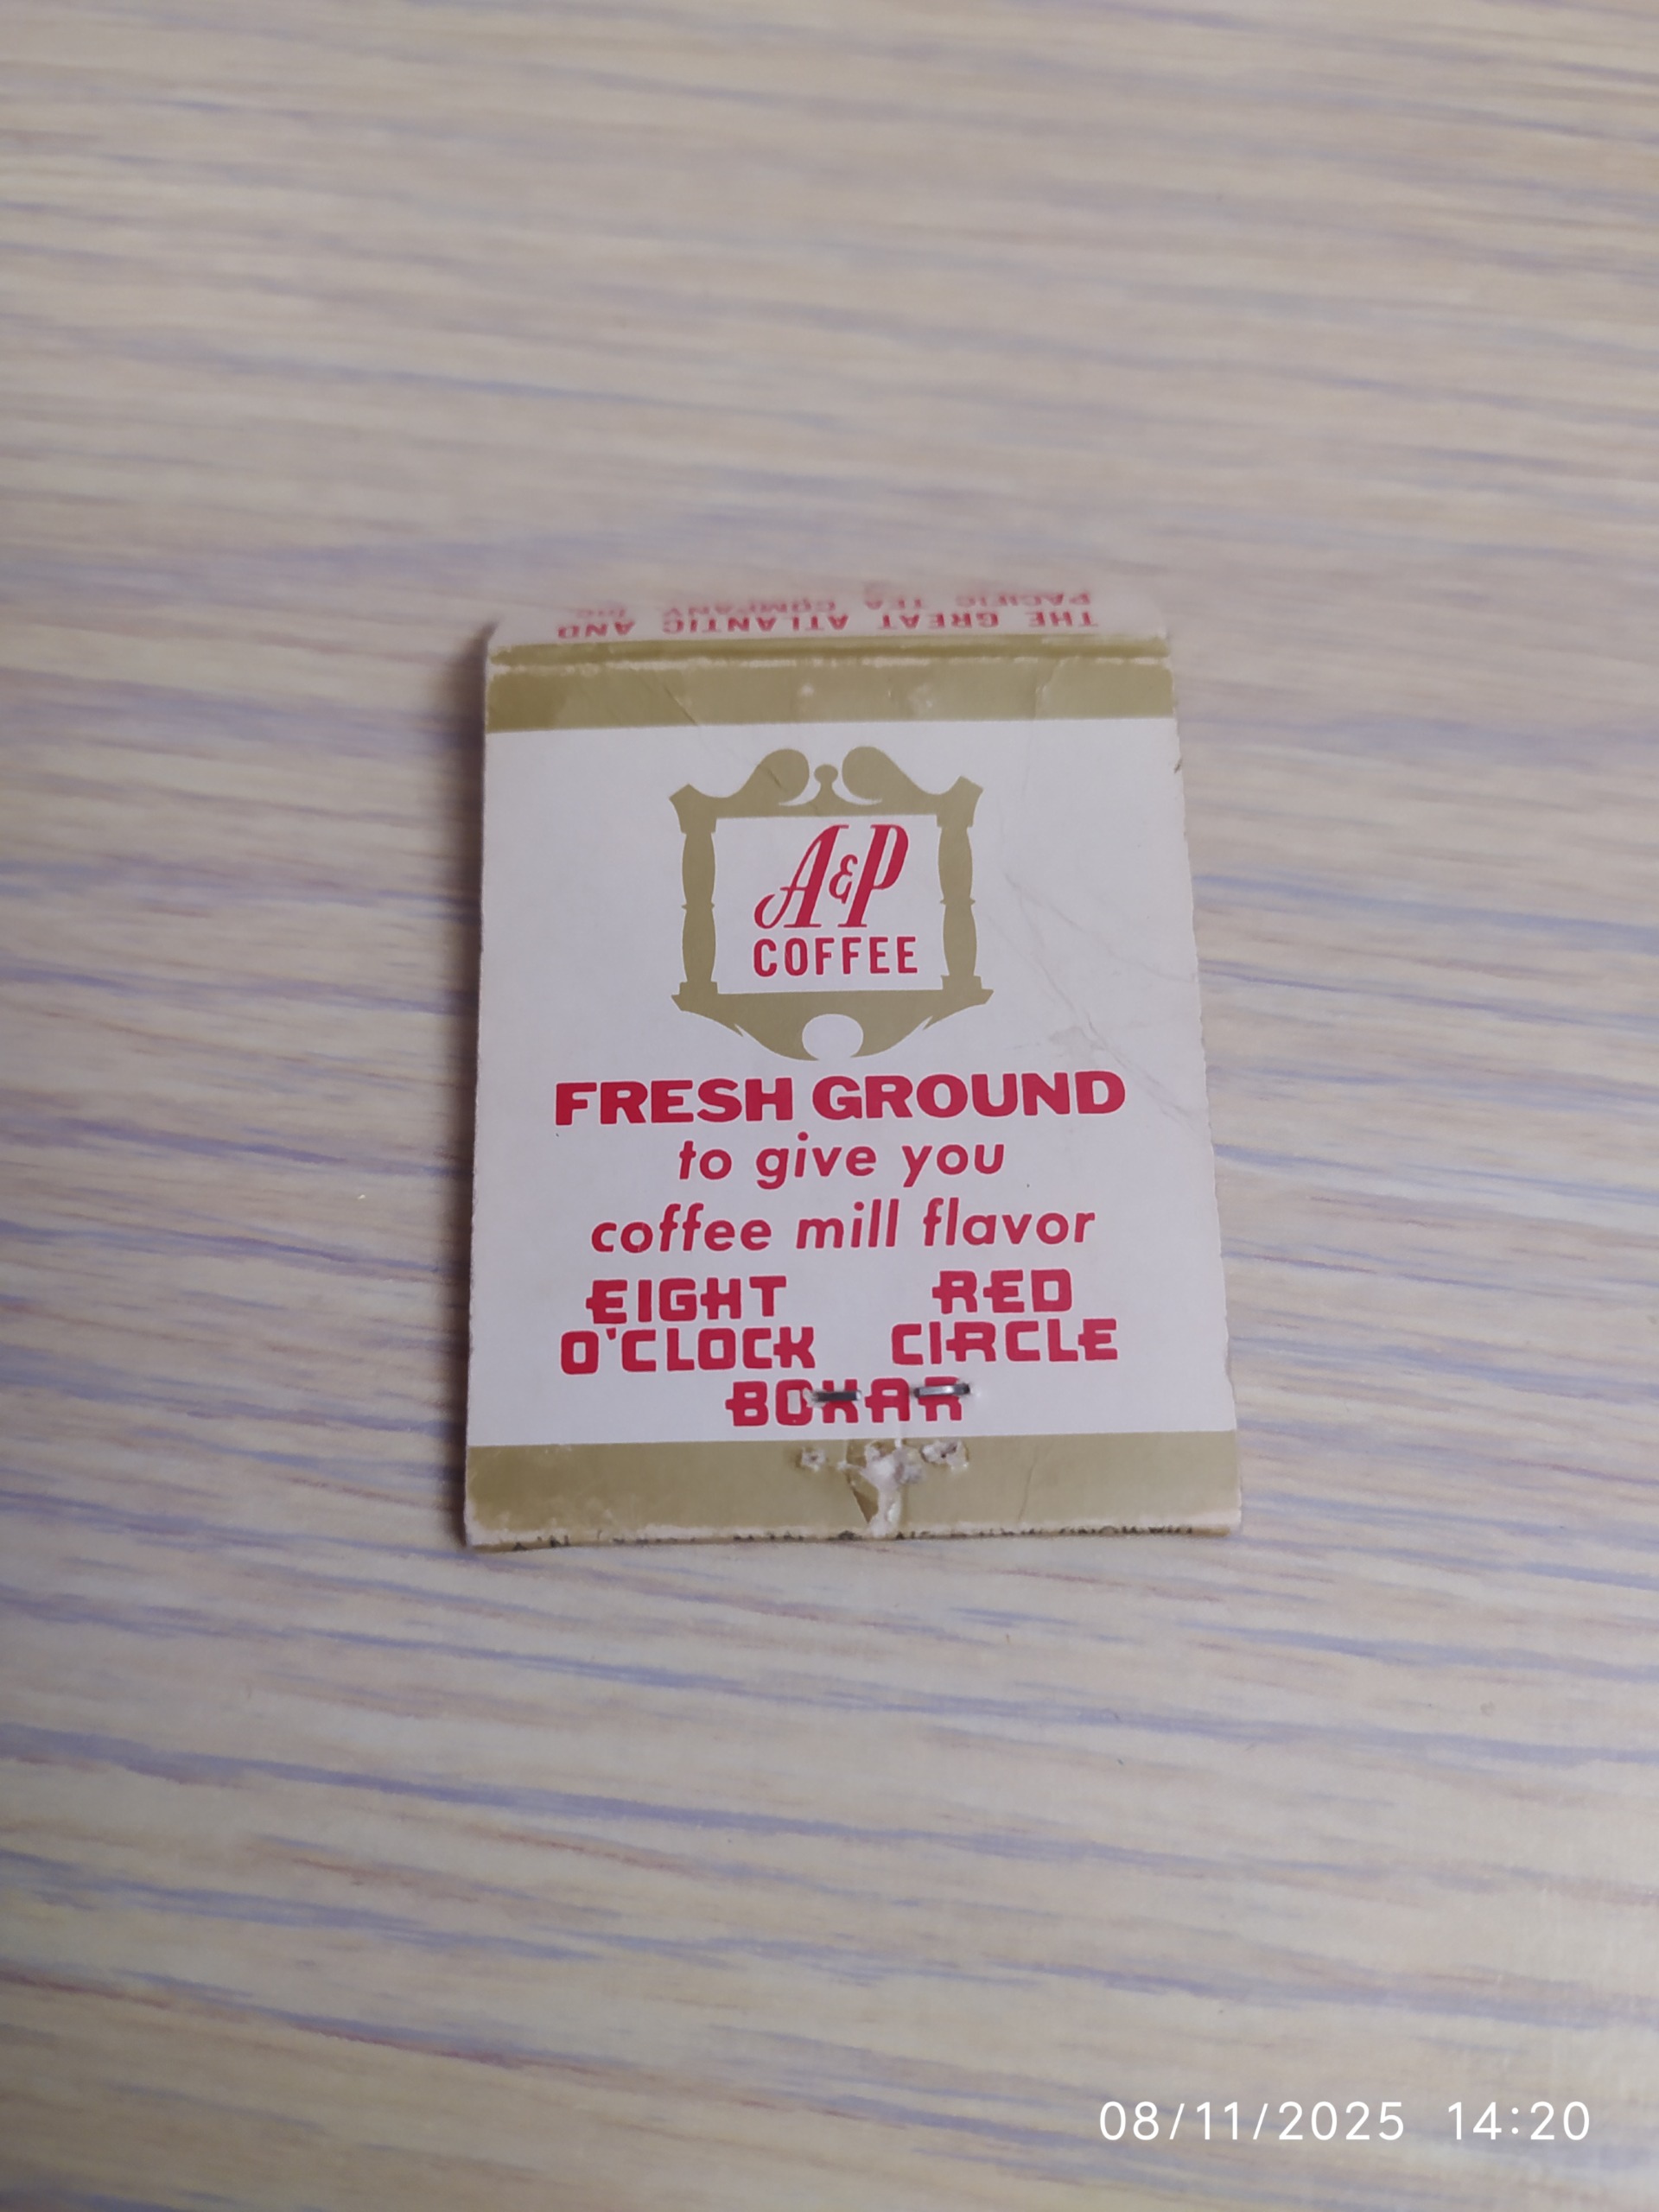 THE GREAT ATLANTIC AND
PACIFIC TEA COMPANY Inc.
A&P
COFFEE
FRESH GROUND
to give you
coffee mill flavor
EIGHT O'CLOCK
RED CIRCLE
BOKAR
08/11/2025 14:20